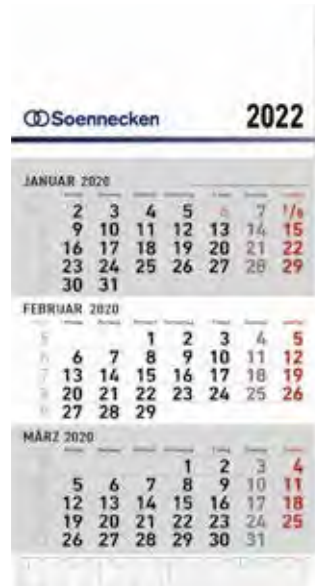 Soennecken 2022
JANUAR 2020
2 3 4 5 6 7 1/8
9 10 11 12 13 14 15
16 17 18 19 20 21 22
23 24 25 26 27 28 29
30 31
FEBRUAR 2020
5 1 2 3 4 5
6 6 7 8 9 10 11 12
7 13 14 15 16 17 18 19
8 20 21 22 23 24 25 26
9 27 28 29
MÄRZ 2020
1 2 3 4
5 6 7 8 9 10 11
12 13 14 15 16 17 18
19 20 21 22 23 24 25
26 27 28 29 30 31